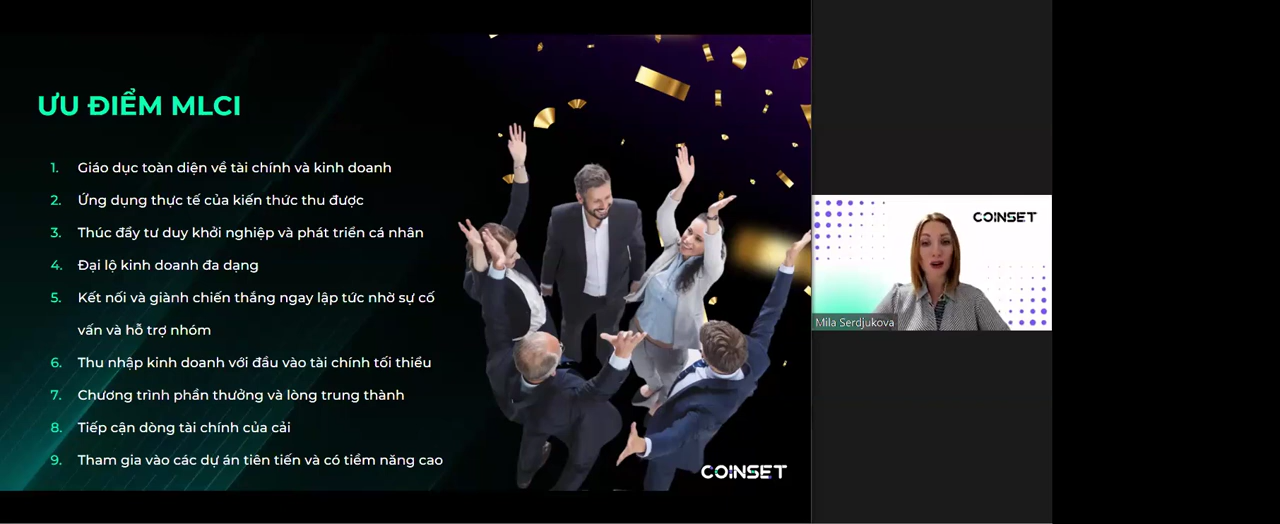 ƯU ĐIỂM MLCI
1. Giáo dục toàn diện về tài chính và kinh doanh
2. Ứng dụng thực tế của kiến thức thu được
3. Thúc đẩy tư duy khởi nghiệp và phát triển cá nhân
4. Đại lộ kinh doanh đa dạng
5. Kết nối và giành chiến thắng ngay lập tức nhờ sự cố
vấn và hỗ trợ nhóm
6. Thu nhập kinh doanh với đầu vào tài chính tối thiểu
7. Chương trình phần thưởng và lòng trung thành
8. Tiếp cận dòng tài chính của cải
9. Tham gia vào các dự án tiên tiến và có tiềm năng cao
COINSET
COINSET
Mila Serdjukova